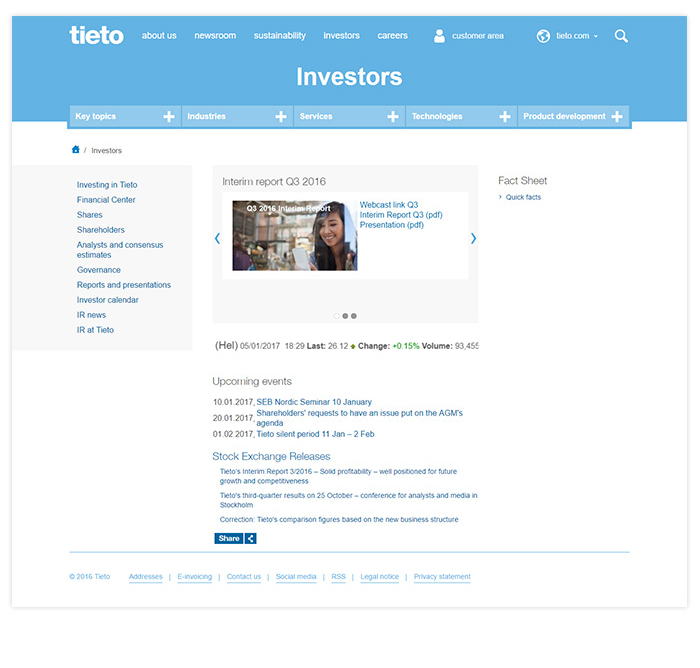 tieto about us newsroom sustainability investors careers customer area tieto.com
Investors
Key topics Industries Services Technologies Product development
/ Investors
Investing in Tieto
Financial Center
Shares
Shareholders
Analysts and consensus
estimates
Governance
Reports and presentations
Investor calendar
IR news
IR at Tieto
Interim report Q3 2016
Q3 2016 Interim Report
Webcast link Q3
Interim Report Q3 (pdf)
Presentation (pdf)
(Hel) 05/01/2017 18:29 Last: 26.12 Change: +0.15% Volume: 93,455
Upcoming events
10.01.2017, SEB Nordic Seminar 10 January
20.01.2017, Shareholders' requests to have an issue put on the AGM's
agenda
01.02 2017, Tieto silent period 11 Jan – 2 Feb
Stock Exchange Releases
Tieto's Interim Report 3/2016 – Solid profitability – well positioned for future
growth and competitiveness
Tieto's third-quarter results on 25 October – conference for analysts and media in
Stockholm
Correction: Tieto's comparison figures based on the new business structure
Share
Fact Sheet
Quick facts
© 2016 Tieto Addresses | E-invoicing | Contact us | Social media | RSS | Legal notice | Privacy statement